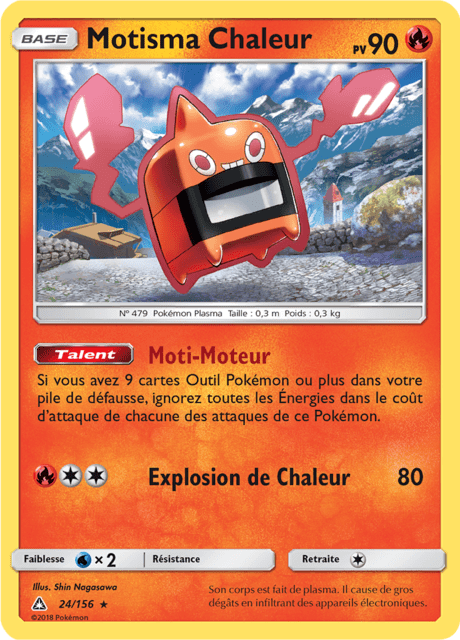 BASE Motisma Chaleur PV 90
N° 479 Pokémon Plasma Taille : 0,3 m Poids : 0,3 kg
Talent Moti-Moteur
Si vous avez 9 cartes Outil Pokémon ou plus dans votre
pile de défausse, ignorez toutes les Énergies dans le coût
d'attaque de chacune des attaques de ce Pokémon.
Explosion de Chaleur 80
Faiblesse × 2 Résistance Retraite
Illus. Shin Nagasawa
24/156 ★
©2018 Pokémon
Son corps est fait de plasma. Il cause de gros
dégâts en infiltrant des appareils électroniques.